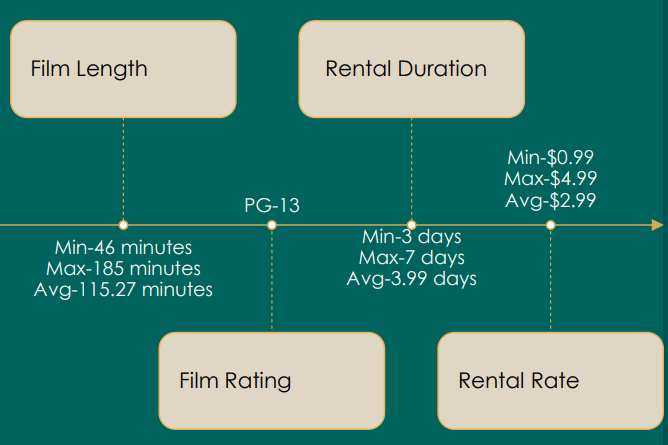 Film Length
Rental Duration
Min-$0.99
Max-$4.99
Avg-$2.99
PG-13
Min-46 minutes
Max-185 minutes
Avg-115.27 minutes
Min-3 days
Max-7 days
Avg-3.99 days
Film Rating
Rental Rate